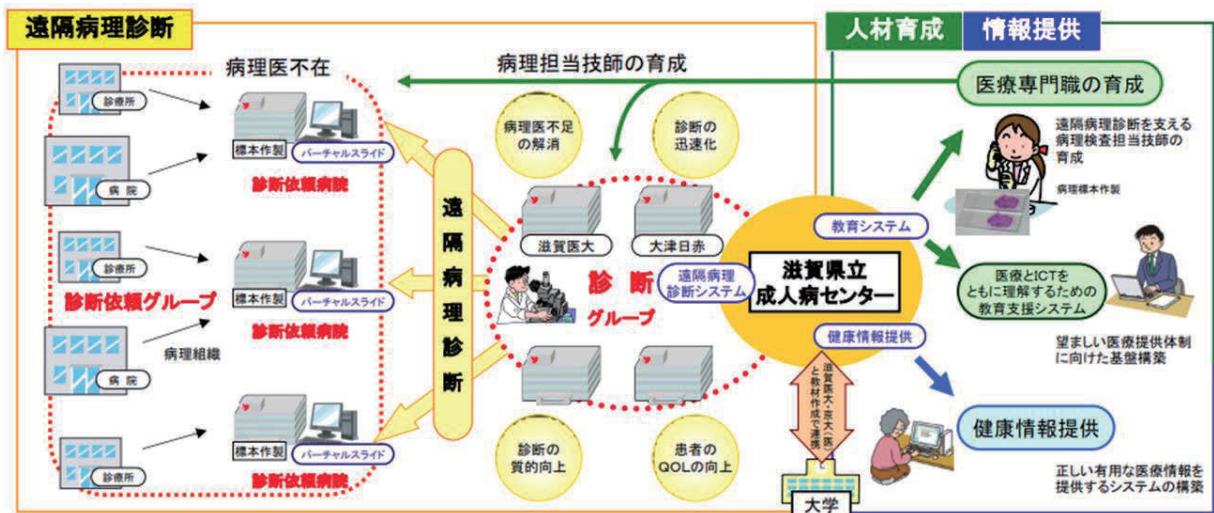 遠隔病理診断
人材育成
情報提供
病理医不在
病理担当技師の育成
医療専門職の育成
診療所
標本作製
バーチャルスライド
診断依頼病院
病院
診療所
診断依頼グループ
標本作製
バーチャルスライド
診断依頼病院
病理組織
病院
標本作製
バーチャルスライド
診断依頼病院
診療所
遠隔病理診断
病理医不足
の解消
診断の
迅速化
滋賀医大
大津日赤
診断
グループ
遠隔病理
診断システム
診断の
質的向上
患者の
QOLの向上
教育システム
滋賀県立
成人病センター
健康情報提供
滋賀医大・京大(医)
と教材作成で連携
大学
遠隔病理診断を支える
病理検査担当技師の
育成
病理標本作製
医療とICTを
ともに理解するための
教育支援システム
望ましい医療提供体制
に向けた基盤構築
健康情報提供
正しい有用な医療情報を
提供するシステムの構築